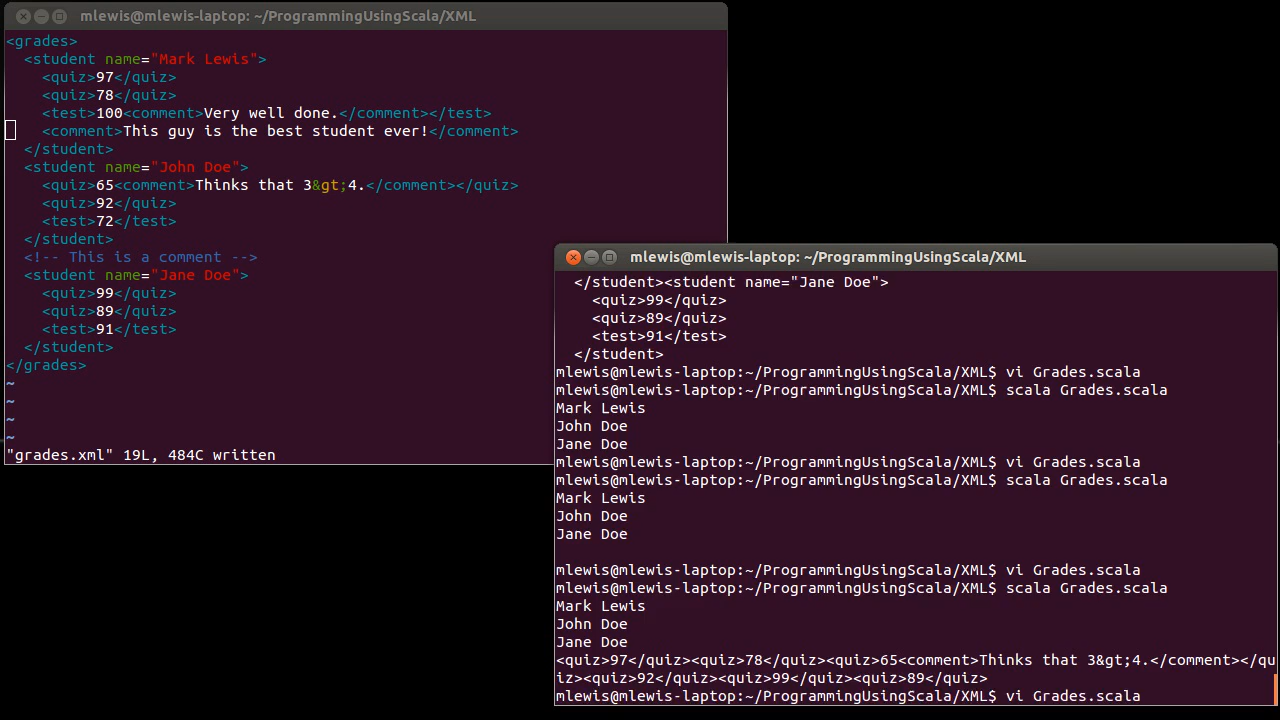 mlewis@mlewis-laptop: ~/ProgrammingUsingScala/XML
<grades>
  <student name="Mark Lewis">
    <quiz>97</quiz>
    <quiz>78</quiz>
    <test>100<comment>Very well done.</comment></test>
    <comment>This guy is the best student ever!</comment>
  </student>
  <student name="John Doe">
    <quiz>65<comment>Thinks that 3&gt;4.</comment></quiz>
    <quiz>92</quiz>
    <test>72</test>
  </student>
  <!-- This is a comment -->
  <student name="Jane Doe">
    <quiz>99</quiz>
    <quiz>89</quiz>
    <test>91</test>
  </student>
</grades>
~
~
~
~
"grades.xml" 19L, 484C written
mlewis@mlewis-laptop: ~/ProgrammingUsingScala/XML
  </student><student name="Jane Doe">
    <quiz>99</quiz>
    <quiz>89</quiz>
    <test>91</test>
  </student>
mlewis@mlewis-laptop:~/ProgrammingUsingScala/XML$ vi Grades.scala
mlewis@mlewis-laptop:~/ProgrammingUsingScala/XML$ scala Grades.scala
Mark Lewis
John Doe
Jane Doe
mlewis@mlewis-laptop:~/ProgrammingUsingScala/XML$ vi Grades.scala
mlewis@mlewis-laptop:~/ProgrammingUsingScala/XML$ scala Grades.scala
Mark Lewis
John Doe
Jane Doe
mlewis@mlewis-laptop:~/ProgrammingUsingScala/XML$ vi Grades.scala
mlewis@mlewis-laptop:~/ProgrammingUsingScala/XML$ scala Grades.scala
Mark Lewis
John Doe
Jane Doe
<quiz>97</quiz><quiz>78</quiz><quiz>65<comment>Thinks that 3&gt;4.</comment></qu
iz><quiz>92</quiz><quiz>99</quiz><quiz>89</quiz>
mlewis@mlewis-laptop:~/ProgrammingUsingScala/XML$ vi Grades.scala